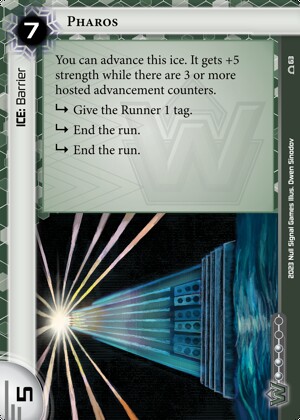 7
PHAROS
ICE: Barrier
You can advance this ice. It gets +5
strength while there are 3 or more
hosted advancement counters.
↳ Give the Runner 1 tag.
↳ End the run.
↳ End the run.
63
2023 Null Signal Games Illus. Owen Sinodov
5